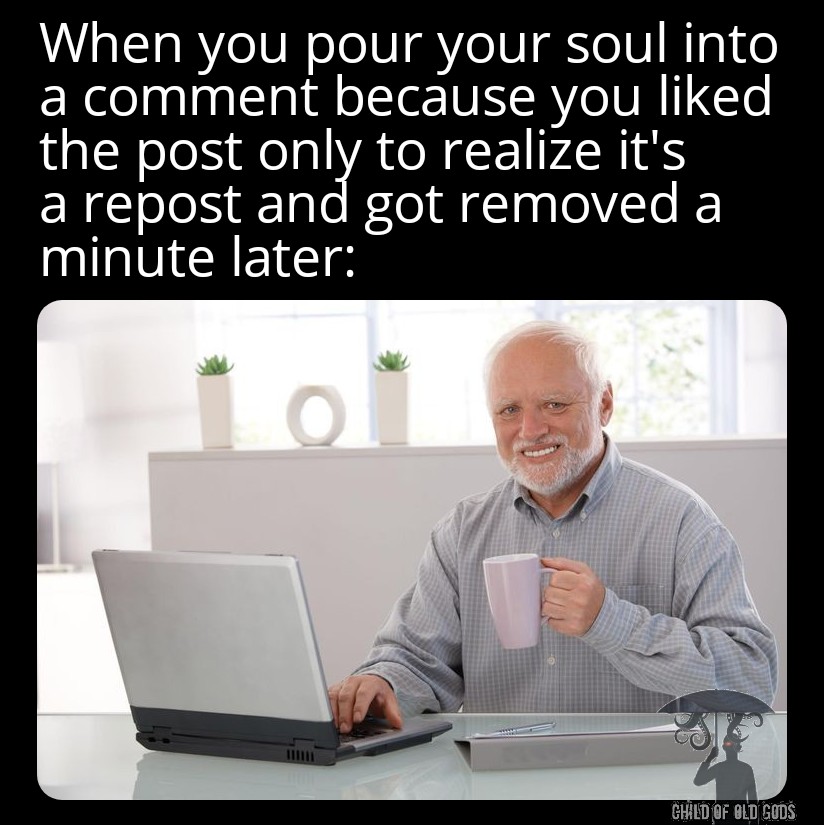 When you pour your soul into
a comment because you liked
the post only to realize it's
a repost and got removed a
minute later:
CHILD OF OLD GODS